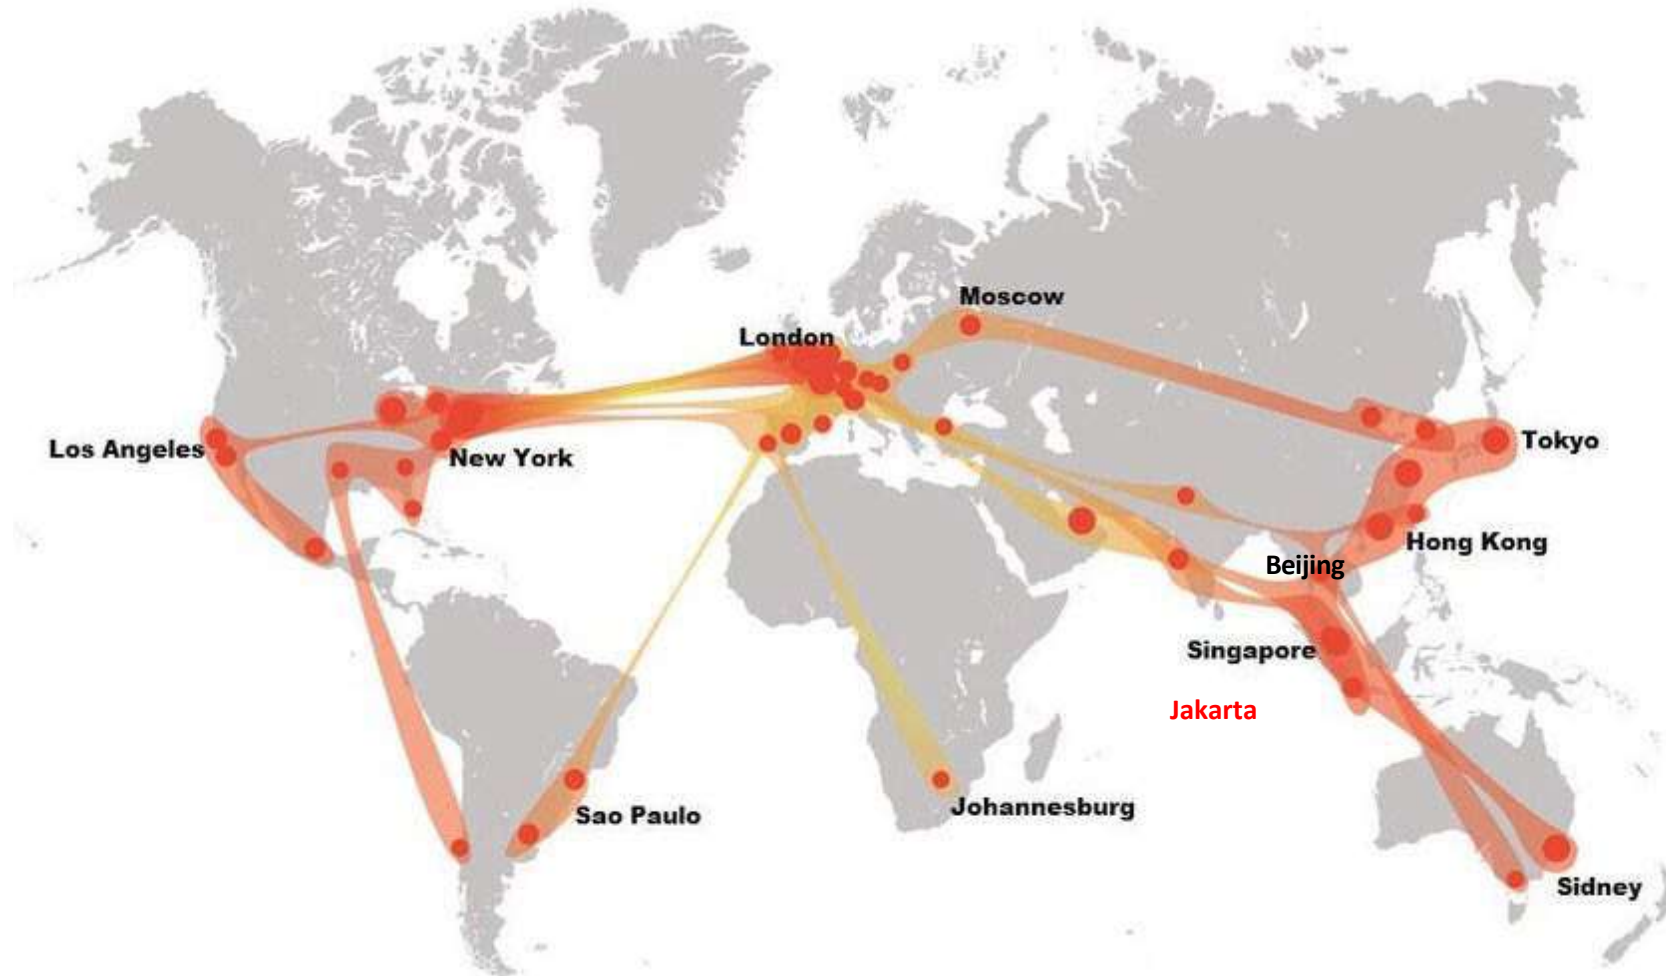 Moscow
London
Los Angeles
New York
Tokyo
Hong Kong
Beijing
Singapore
Jakarta
Sao Paulo
Johannesburg
Sidney